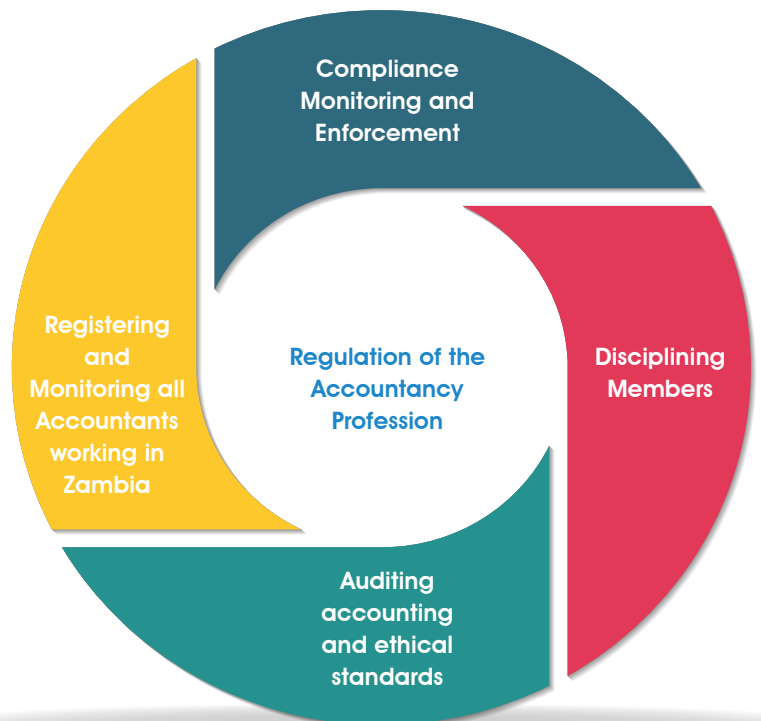 Compliance
Monitoring and
Enforcement
Registering
and
Monitoring all
Accountants
working in
Zambia
Regulation of the
Accountancy
Profession
Disciplining
Members
Auditing
accounting
and ethical
standards